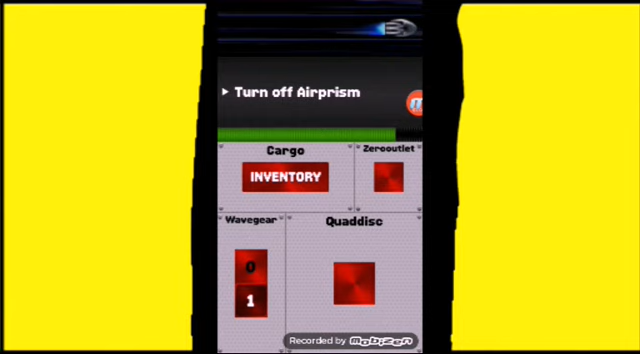 Turn off Airprism
Cargo
Zerooutlet
INVENTORY
Wavegear
Quaddisc
0
1
Recorded by mobizen